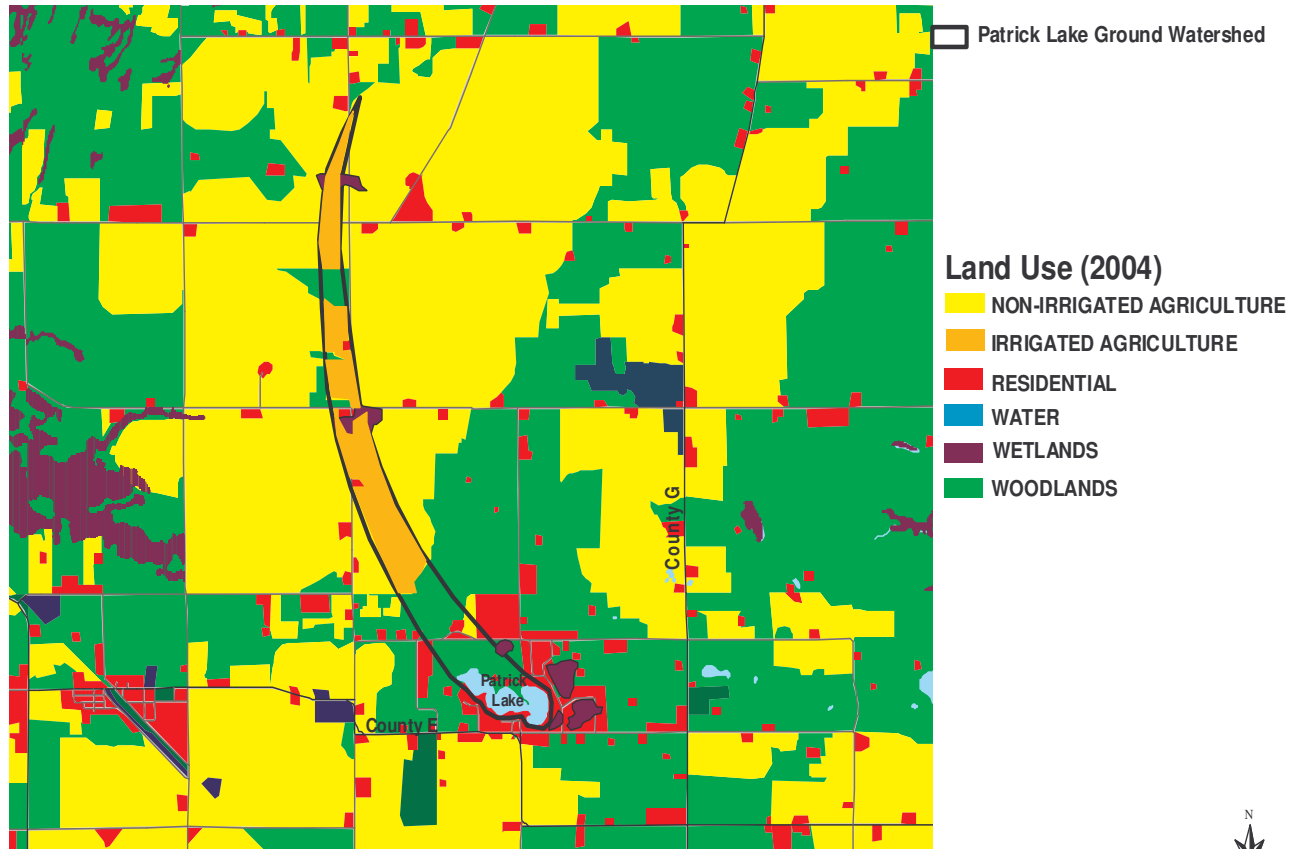 Patrick Lake Ground Watershed
Land Use (2004)
NON-IRRIGATED AGRICULTURE
IRRIGATED AGRICULTURE
RESIDENTIAL
WATER
WETLANDS
WOODLANDS
County G
Patrick
Lake
County E
N